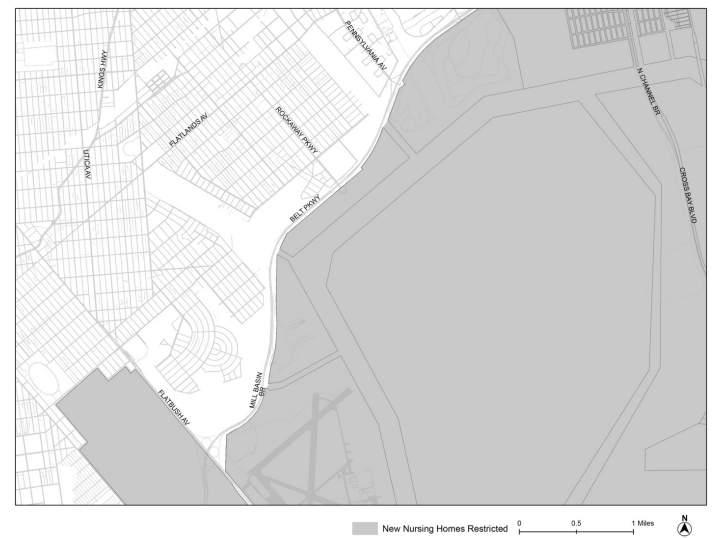 PENNSYLVANIA AV
KINGS HWY
N CHANNEL BR
FLATLANDS AV
ROCKAWAY PKWY
UTICA AV
CROSS BAY BLVD
BELT PKWY
MILL BASIN
BR
FLATBUSH AV
New Nursing Homes Restricted
0 0.5 1 Miles
N